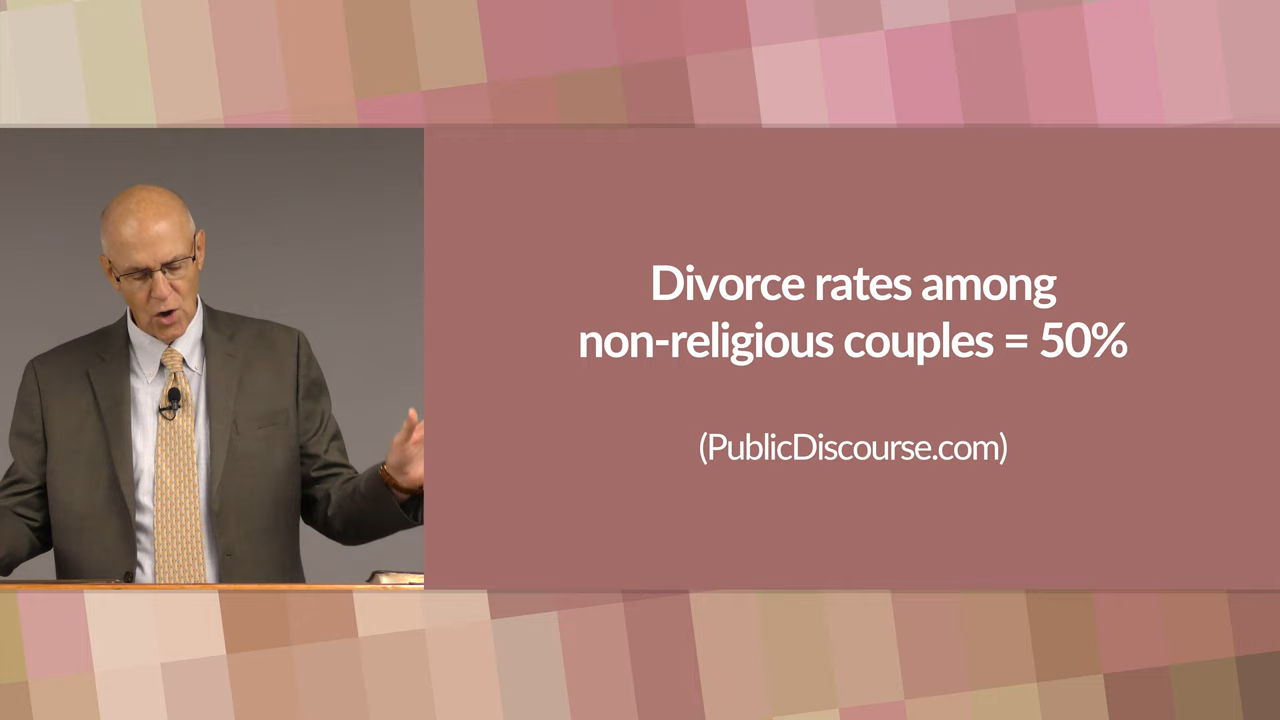 Divorce rates among
non-religious couples = 50%
(PublicDiscourse.com)